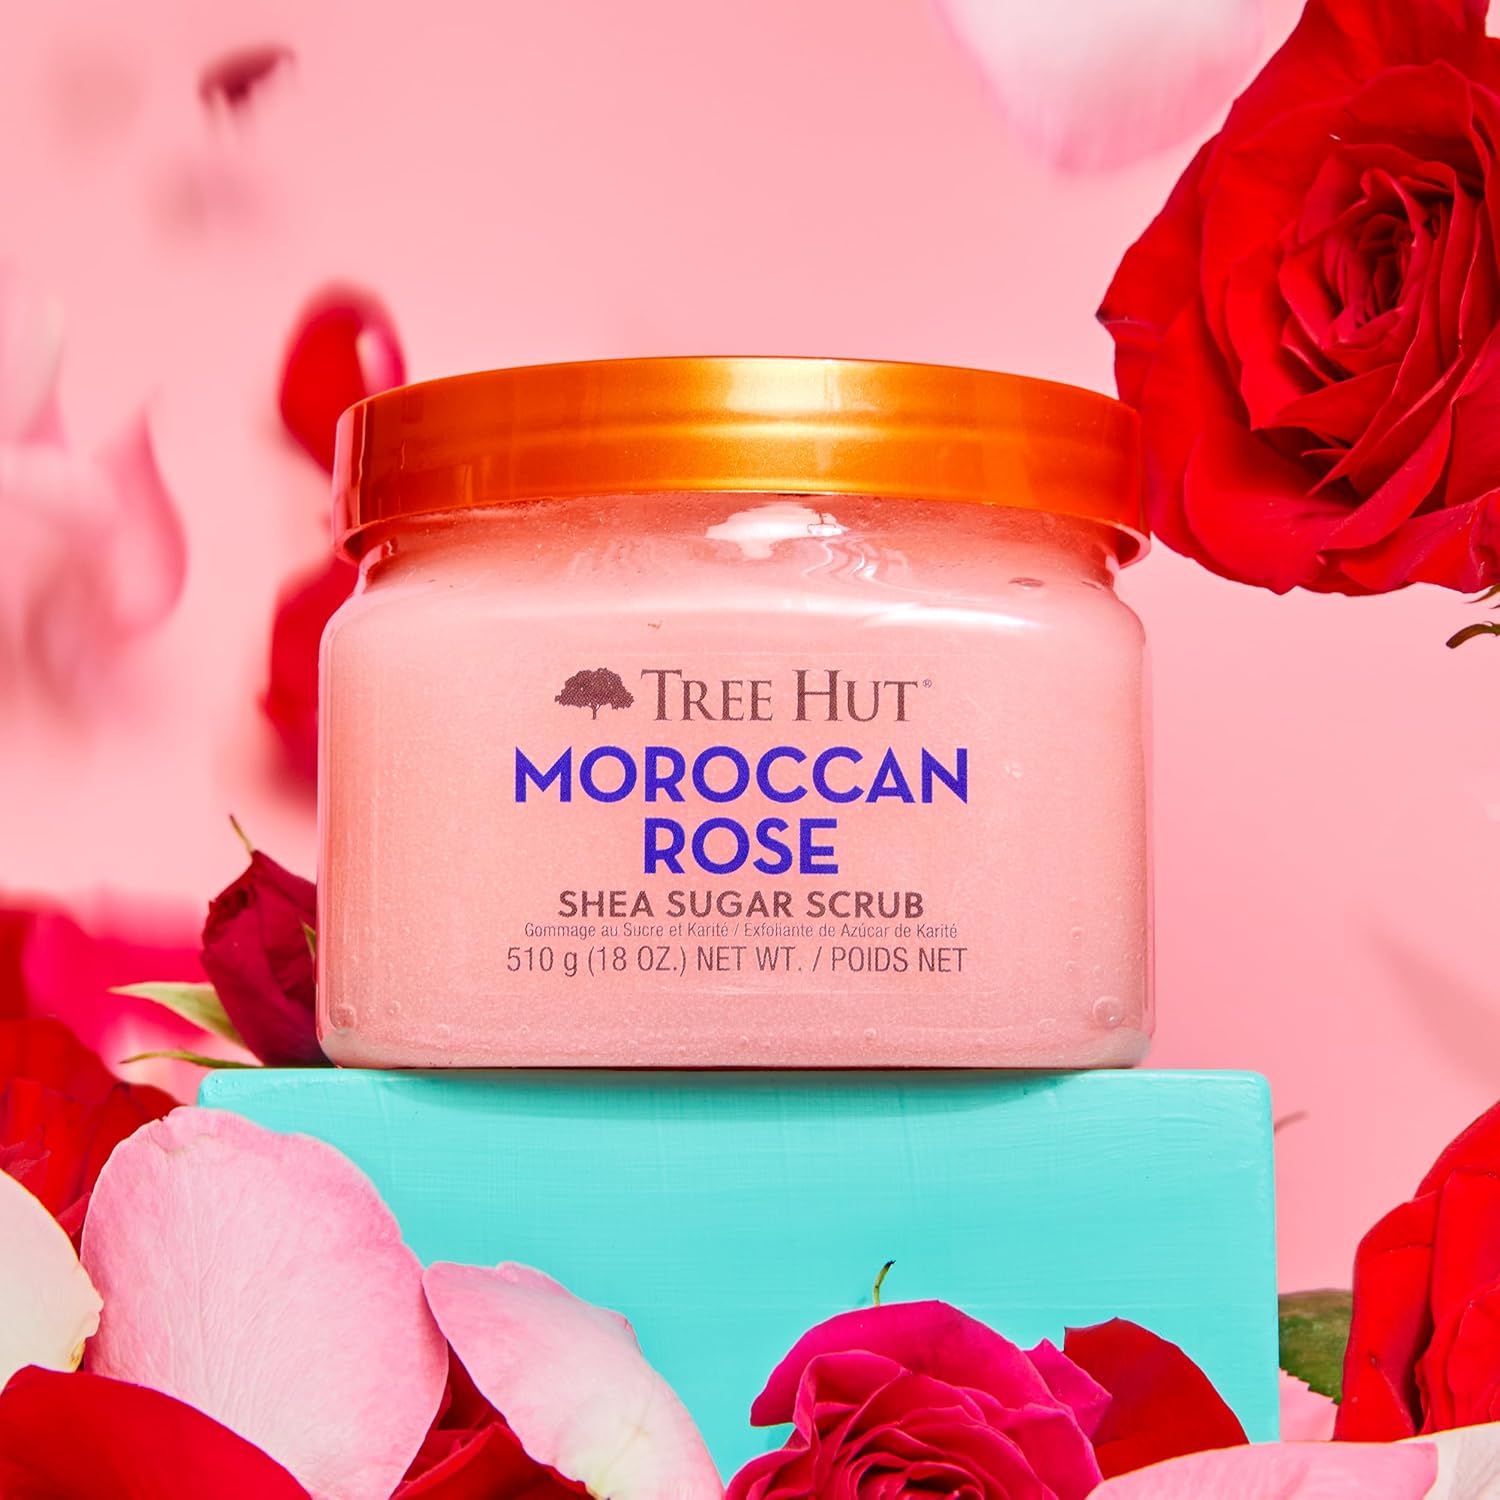 TREE HUT®
MOROCCAN
ROSE
SHEA SUGAR SCRUB
Gommage au Sucre et Karité / Exfoliante de Azúcar de Karité
510 g (18 OZ.) NET WT. / POIDS NET